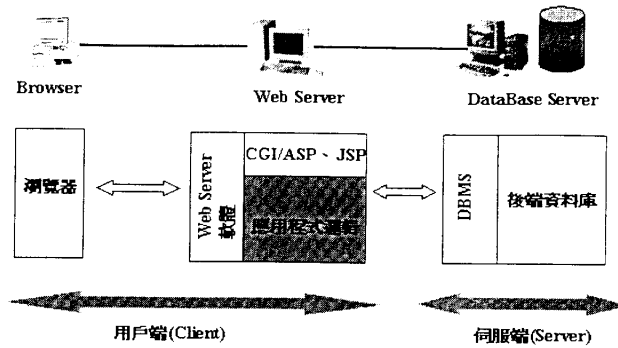 Browser
Web Server
DataBase Server
瀏覽器
Web Server
軟體
CGI/ASP、JSP
應用程式邏輯
DBMS
後端資料庫
用戶端(Client)
伺服端(Server)